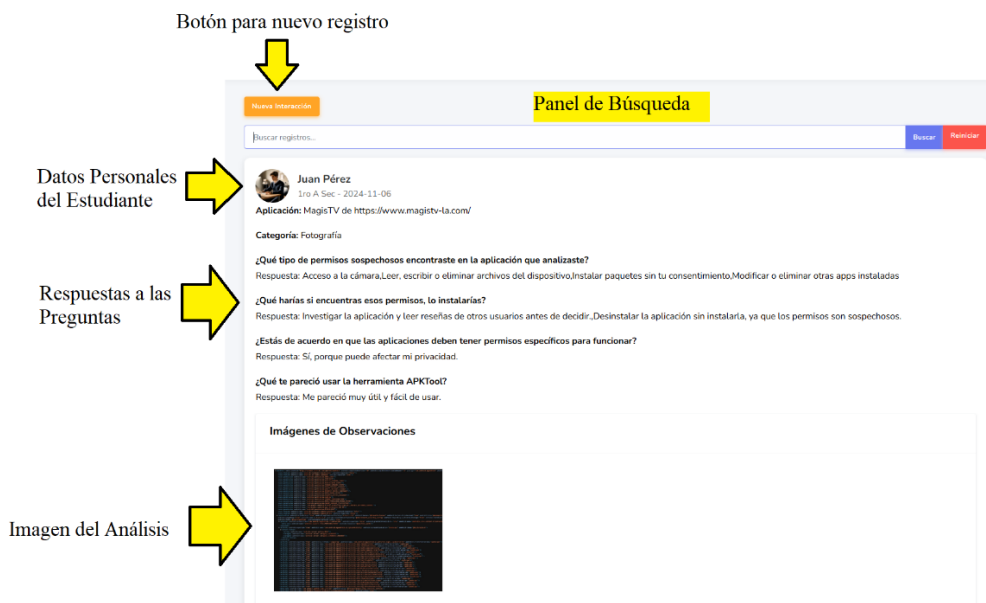 Botón para nuevo registro
Nueva Interacción
Panel de Búsqueda
Buscar registros...
Buscar
Reiniciar
Datos Personales
del Estudiante
Juan Pérez
1ro A Sec - 2024-11-06
Aplicación: MagisTV de https://www.magistv-la.com/
Categoría: Fotografía
¿Qué tipo de permisos sospechosos encontraste en la aplicación que analizaste?
Respuesta: Acceso a la cámara,Leer, escribir o eliminar archivos del dispositivo,Instalar paquetes sin tu consentimiento,Modificar o eliminar otras apps instaladas
Respuestas a las
Preguntas
¿Qué harías si encuentras esos permisos, lo instalarías?
Respuesta: Investigar la aplicación y leer reseñas de otros usuarios antes de decidir.,Desinstalar la aplicación sin instalarla, ya que los permisos son sospechosos.
¿Estás de acuerdo en que las aplicaciones deben tener permisos específicos para funcionar?
Respuesta: Sí, porque puede afectar mi privacidad.
¿Qué te pareció usar la herramienta APKTool?
Respuesta: Me pareció muy útil y fácil de usar.
Imágenes de Observaciones
Imagen del Análisis